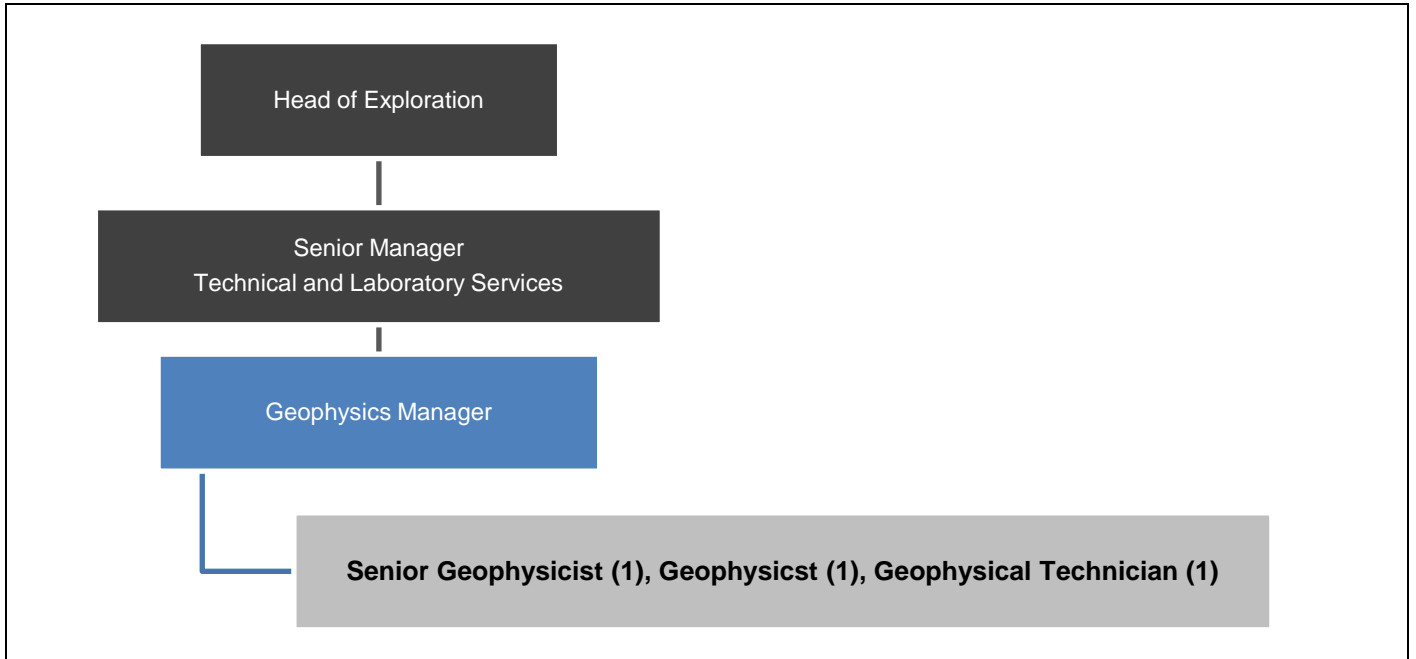 Head of Exploration
Senior Manager
Technical and Laboratory Services
Geophysics Manager
Senior Geophysicist (1), Geophysicst (1), Geophysical Technician (1)